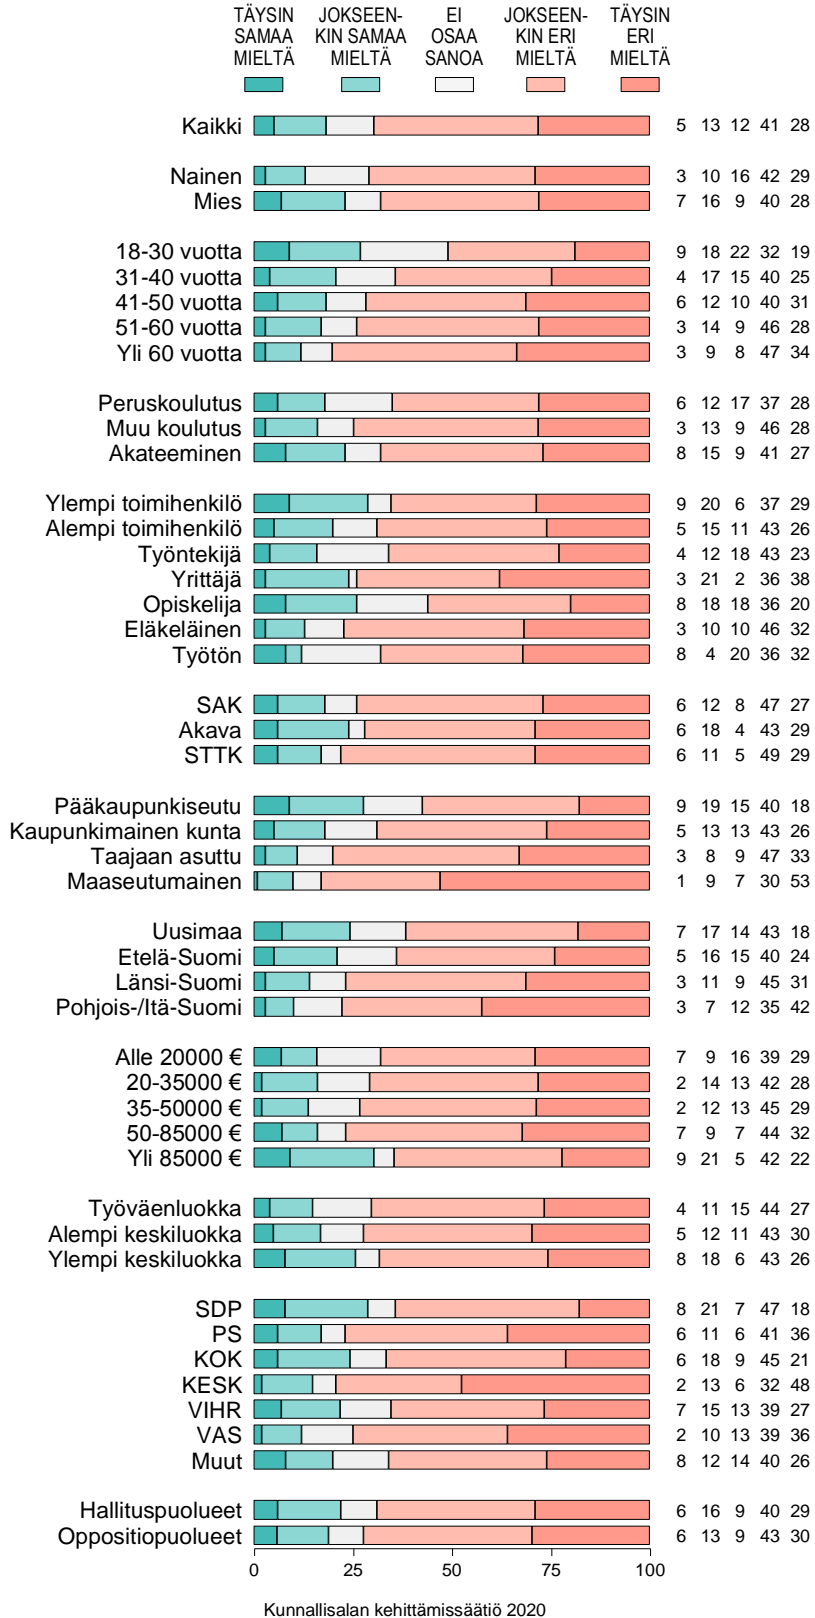 TÄYSIN JOKSEEN- EI JOKSEEN- TÄYSIN
SAMAA KIN SAMAA OSAA KIN ERI ERI
MIELTÄ MIELTÄ SANOA MIELTÄ MIELTÄ
Kaikki 5 13 12 41 28
Nainen 3 10 16 42 29
Mies 7 16 9 40 28
18-30 vuotta 9 18 22 32 19
31-40 vuotta 4 17 15 40 25
41-50 vuotta 6 12 10 40 31
51-60 vuotta 3 14 9 46 28
Yli 60 vuotta 3 9 8 47 34
Peruskoulutus 6 12 17 37 28
Muu koulutus 3 13 9 46 28
Akateeminen 8 15 9 41 27
Ylempi toimihenkilö 9 20 6 37 29
Alempi toimihenkilö 5 15 11 43 26
Työntekijä 4 12 18 43 23
Yrittäjä 3 21 2 36 38
Opiskelija 8 18 18 36 20
Eläkeläinen 3 10 10 46 32
Työtön 8 4 20 36 32
SAK 6 12 8 47 27
Akava 6 18 4 43 29
STTK 6 11 5 49 29
Pääkaupunkiseutu 9 19 15 40 18
Kaupunkimainen kunta 5 13 13 43 26
Taajaan asuttu 3 8 9 47 33
Maaseutumainen 1 9 7 30 53
Uusimaa 7 17 14 43 18
Etelä-Suomi 5 16 15 40 24
Länsi-Suomi 3 11 9 45 31
Pohjois-/Itä-Suomi 3 7 12 35 42
Alle 20000 € 7 9 16 39 29
20-35000 € 2 14 13 42 28
35-50000 € 2 12 13 45 29
50-85000 € 7 9 7 44 32
Yli 85000 € 9 21 5 42 22
Työväenluokka 4 11 15 44 27
Alempi keskiluokka 5 12 11 43 30
Ylempi keskiluokka 8 18 6 43 26
SDP 8 21 7 47 18
PS 6 11 6 41 36
KOK 6 18 9 45 21
KESK 2 13 6 32 48
VIHR 7 15 13 39 27
VAS 2 10 13 39 36
Muut 8 12 14 40 26
Hallituspuolueet 6 16 9 40 29
Oppositiopuolueet 6 13 9 43 30
0 25 50 75 100
Kunnallisalan kehittämissäätiö 2020